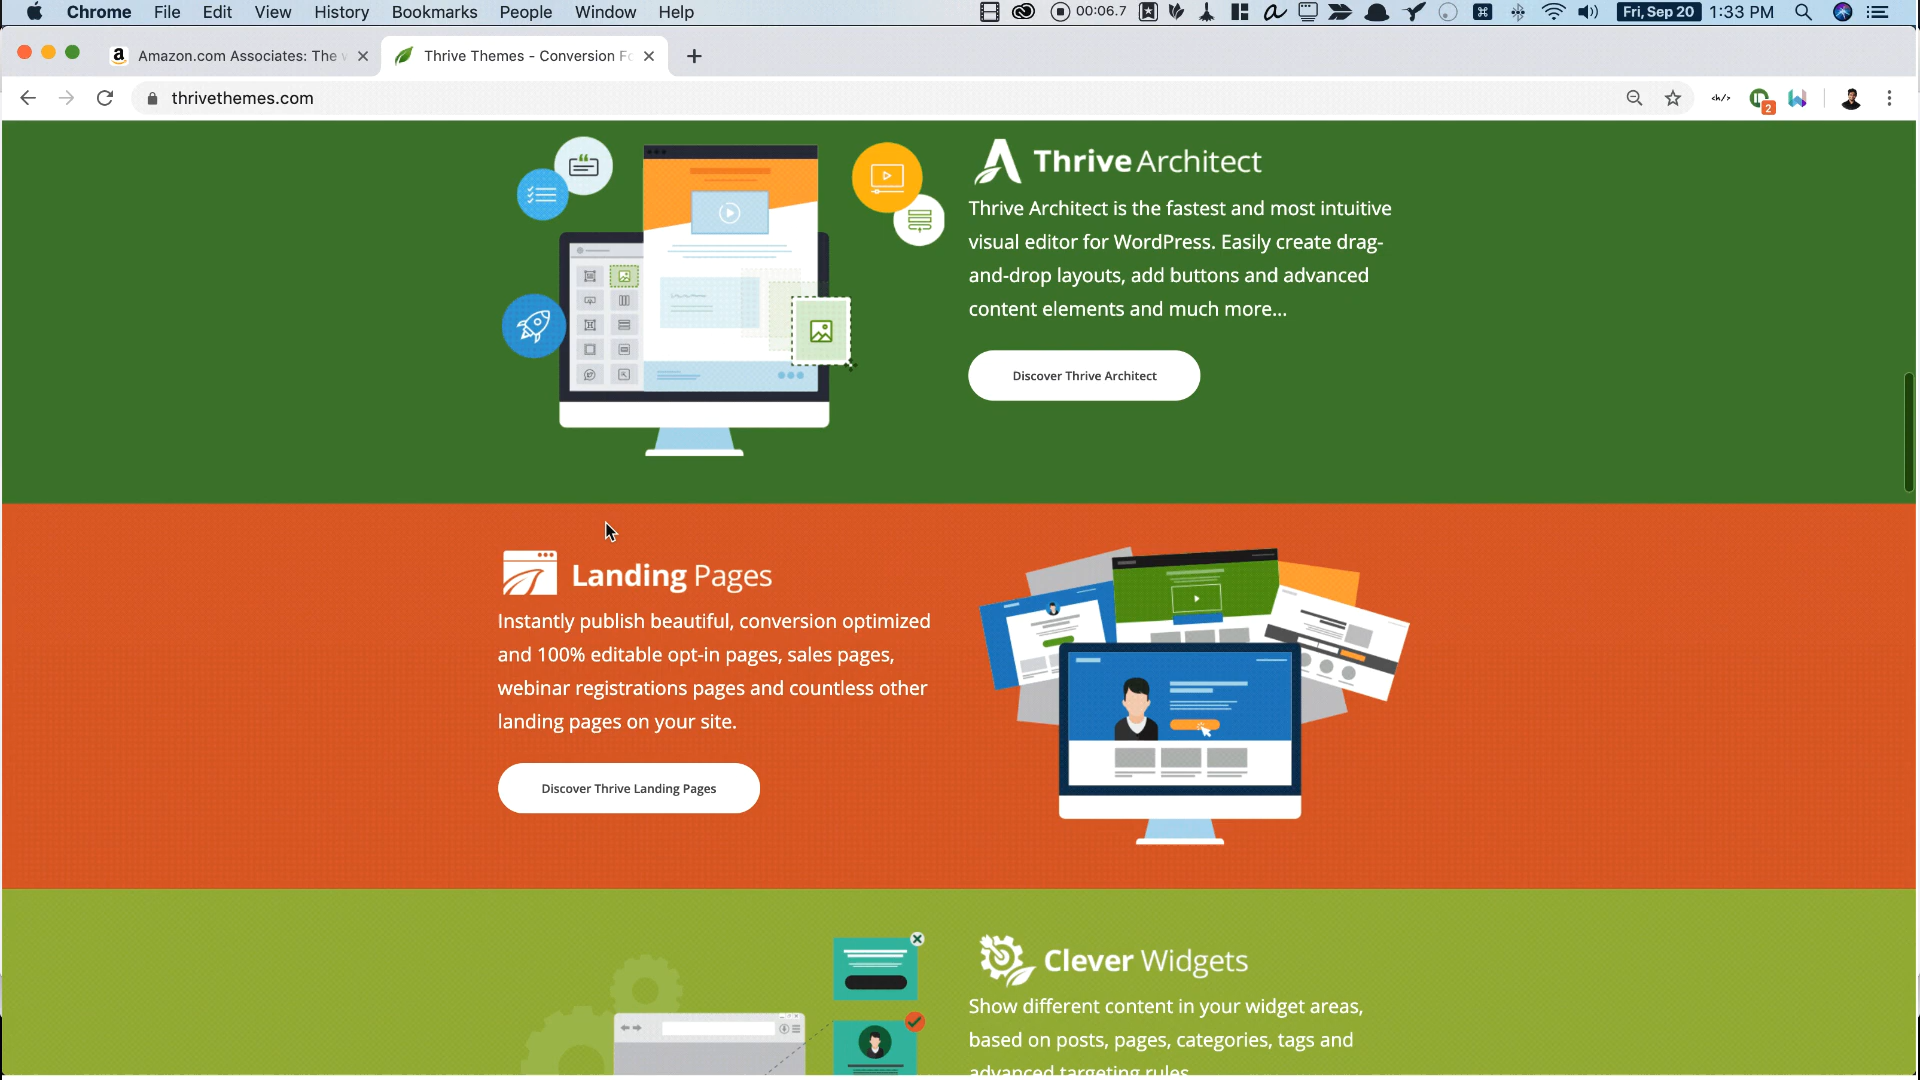 Chrome File Edit View History Bookmarks People Window Help 00:06.7 Fri, Sep 20 1:33 PM
Amazon.com Associates: The Thrive Themes - Conversion Fo
thrivethemes.com
2
Thrive Architect
Thrive Architect is the fastest and most intuitive
visual editor for WordPress. Easily create drag-
and-drop layouts, add buttons and advanced
content elements and much more...
Discover Thrive Architect
Landing Pages
Instantly publish beautiful, conversion optimized
and 100% editable opt-in pages, sales pages,
webinar registrations pages and countless other
landing pages on your site.
Discover Thrive Landing Pages
Clever Widgets
Show different content in your widget areas,
based on posts, pages, categories, tags and
advanced targeting rules